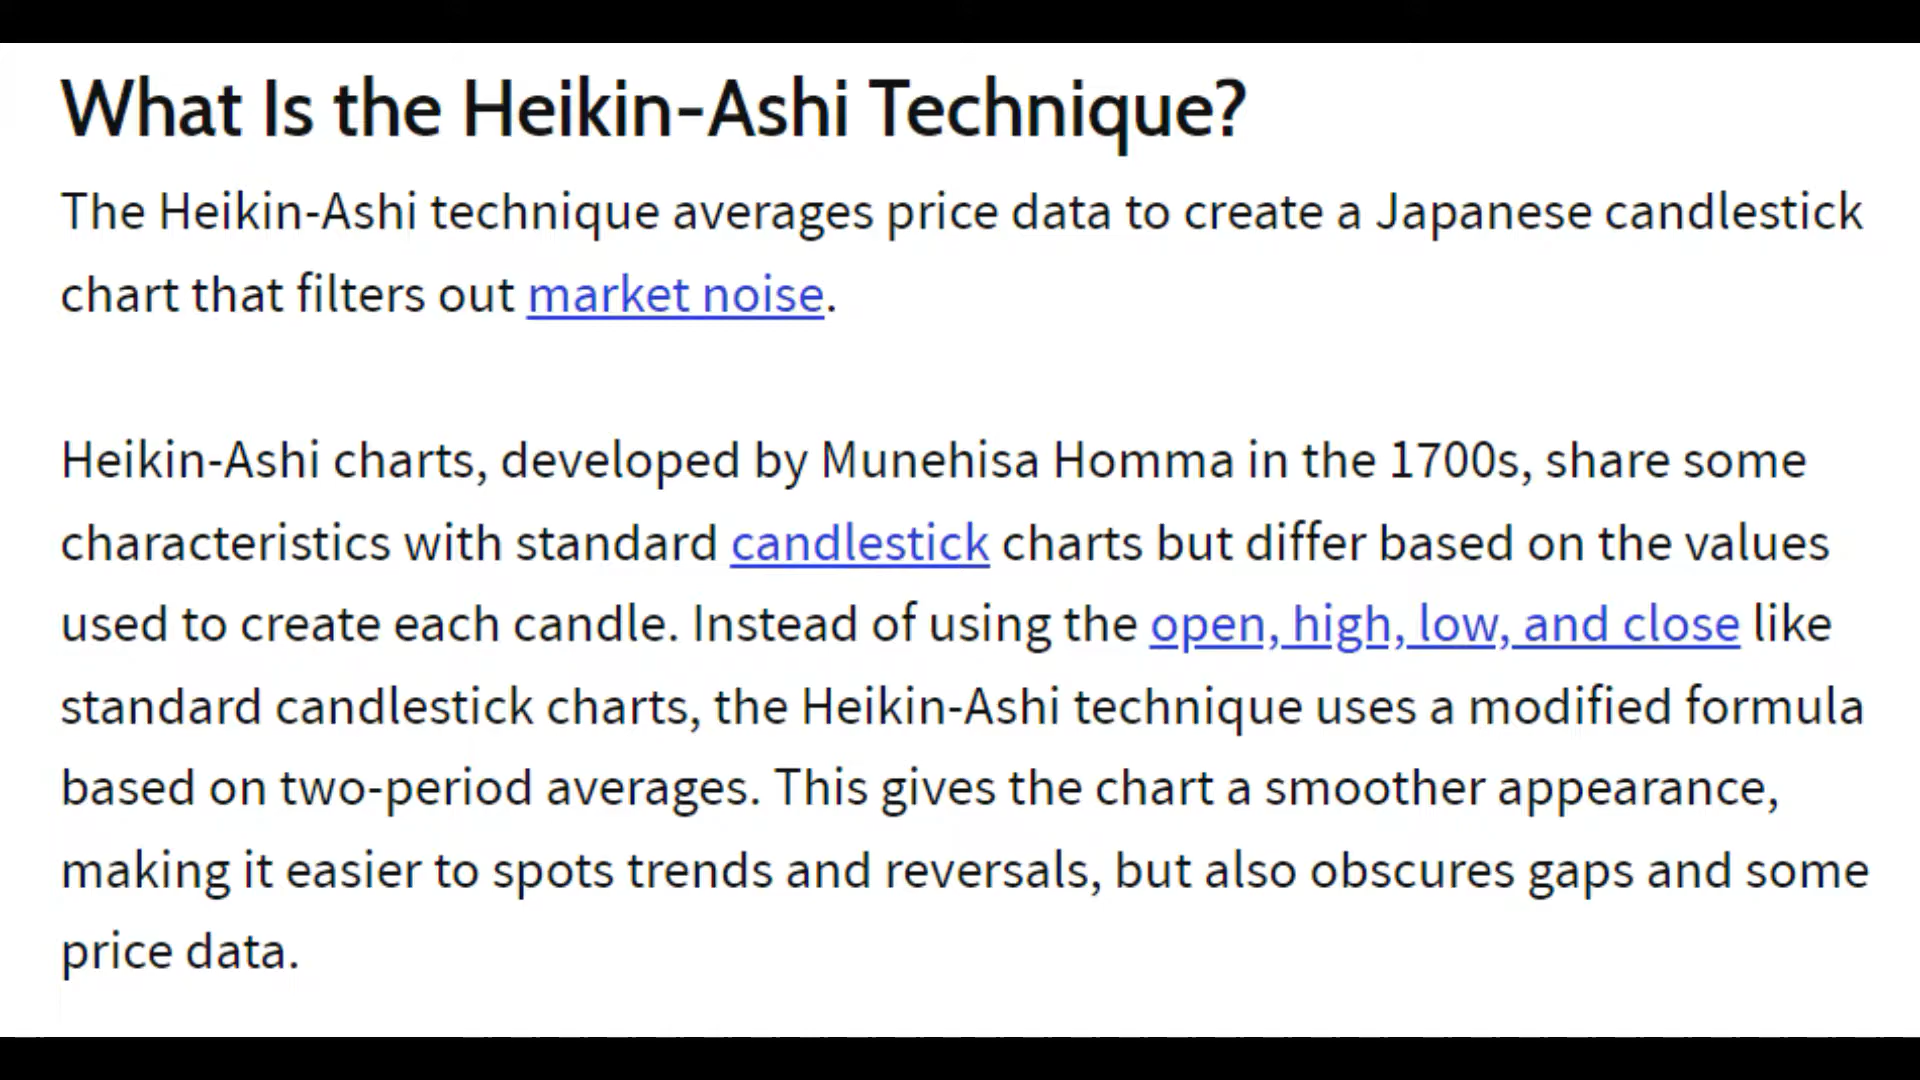 What Is the Heikin-Ashi Technique?
The Heikin-Ashi technique averages price data to create a Japanese candlestick
chart that filters out market noise.
Heikin-Ashi charts, developed by Munehisa Homma in the 1700s, share some
characteristics with standard candlestick charts but differ based on the values
used to create each candle. Instead of using the open, high, low, and close like
standard candlestick charts, the Heikin-Ashi technique uses a modified formula
based on two-period averages. This gives the chart a smoother appearance,
making it easier to spots trends and reversals, but also obscures gaps and some
price data.